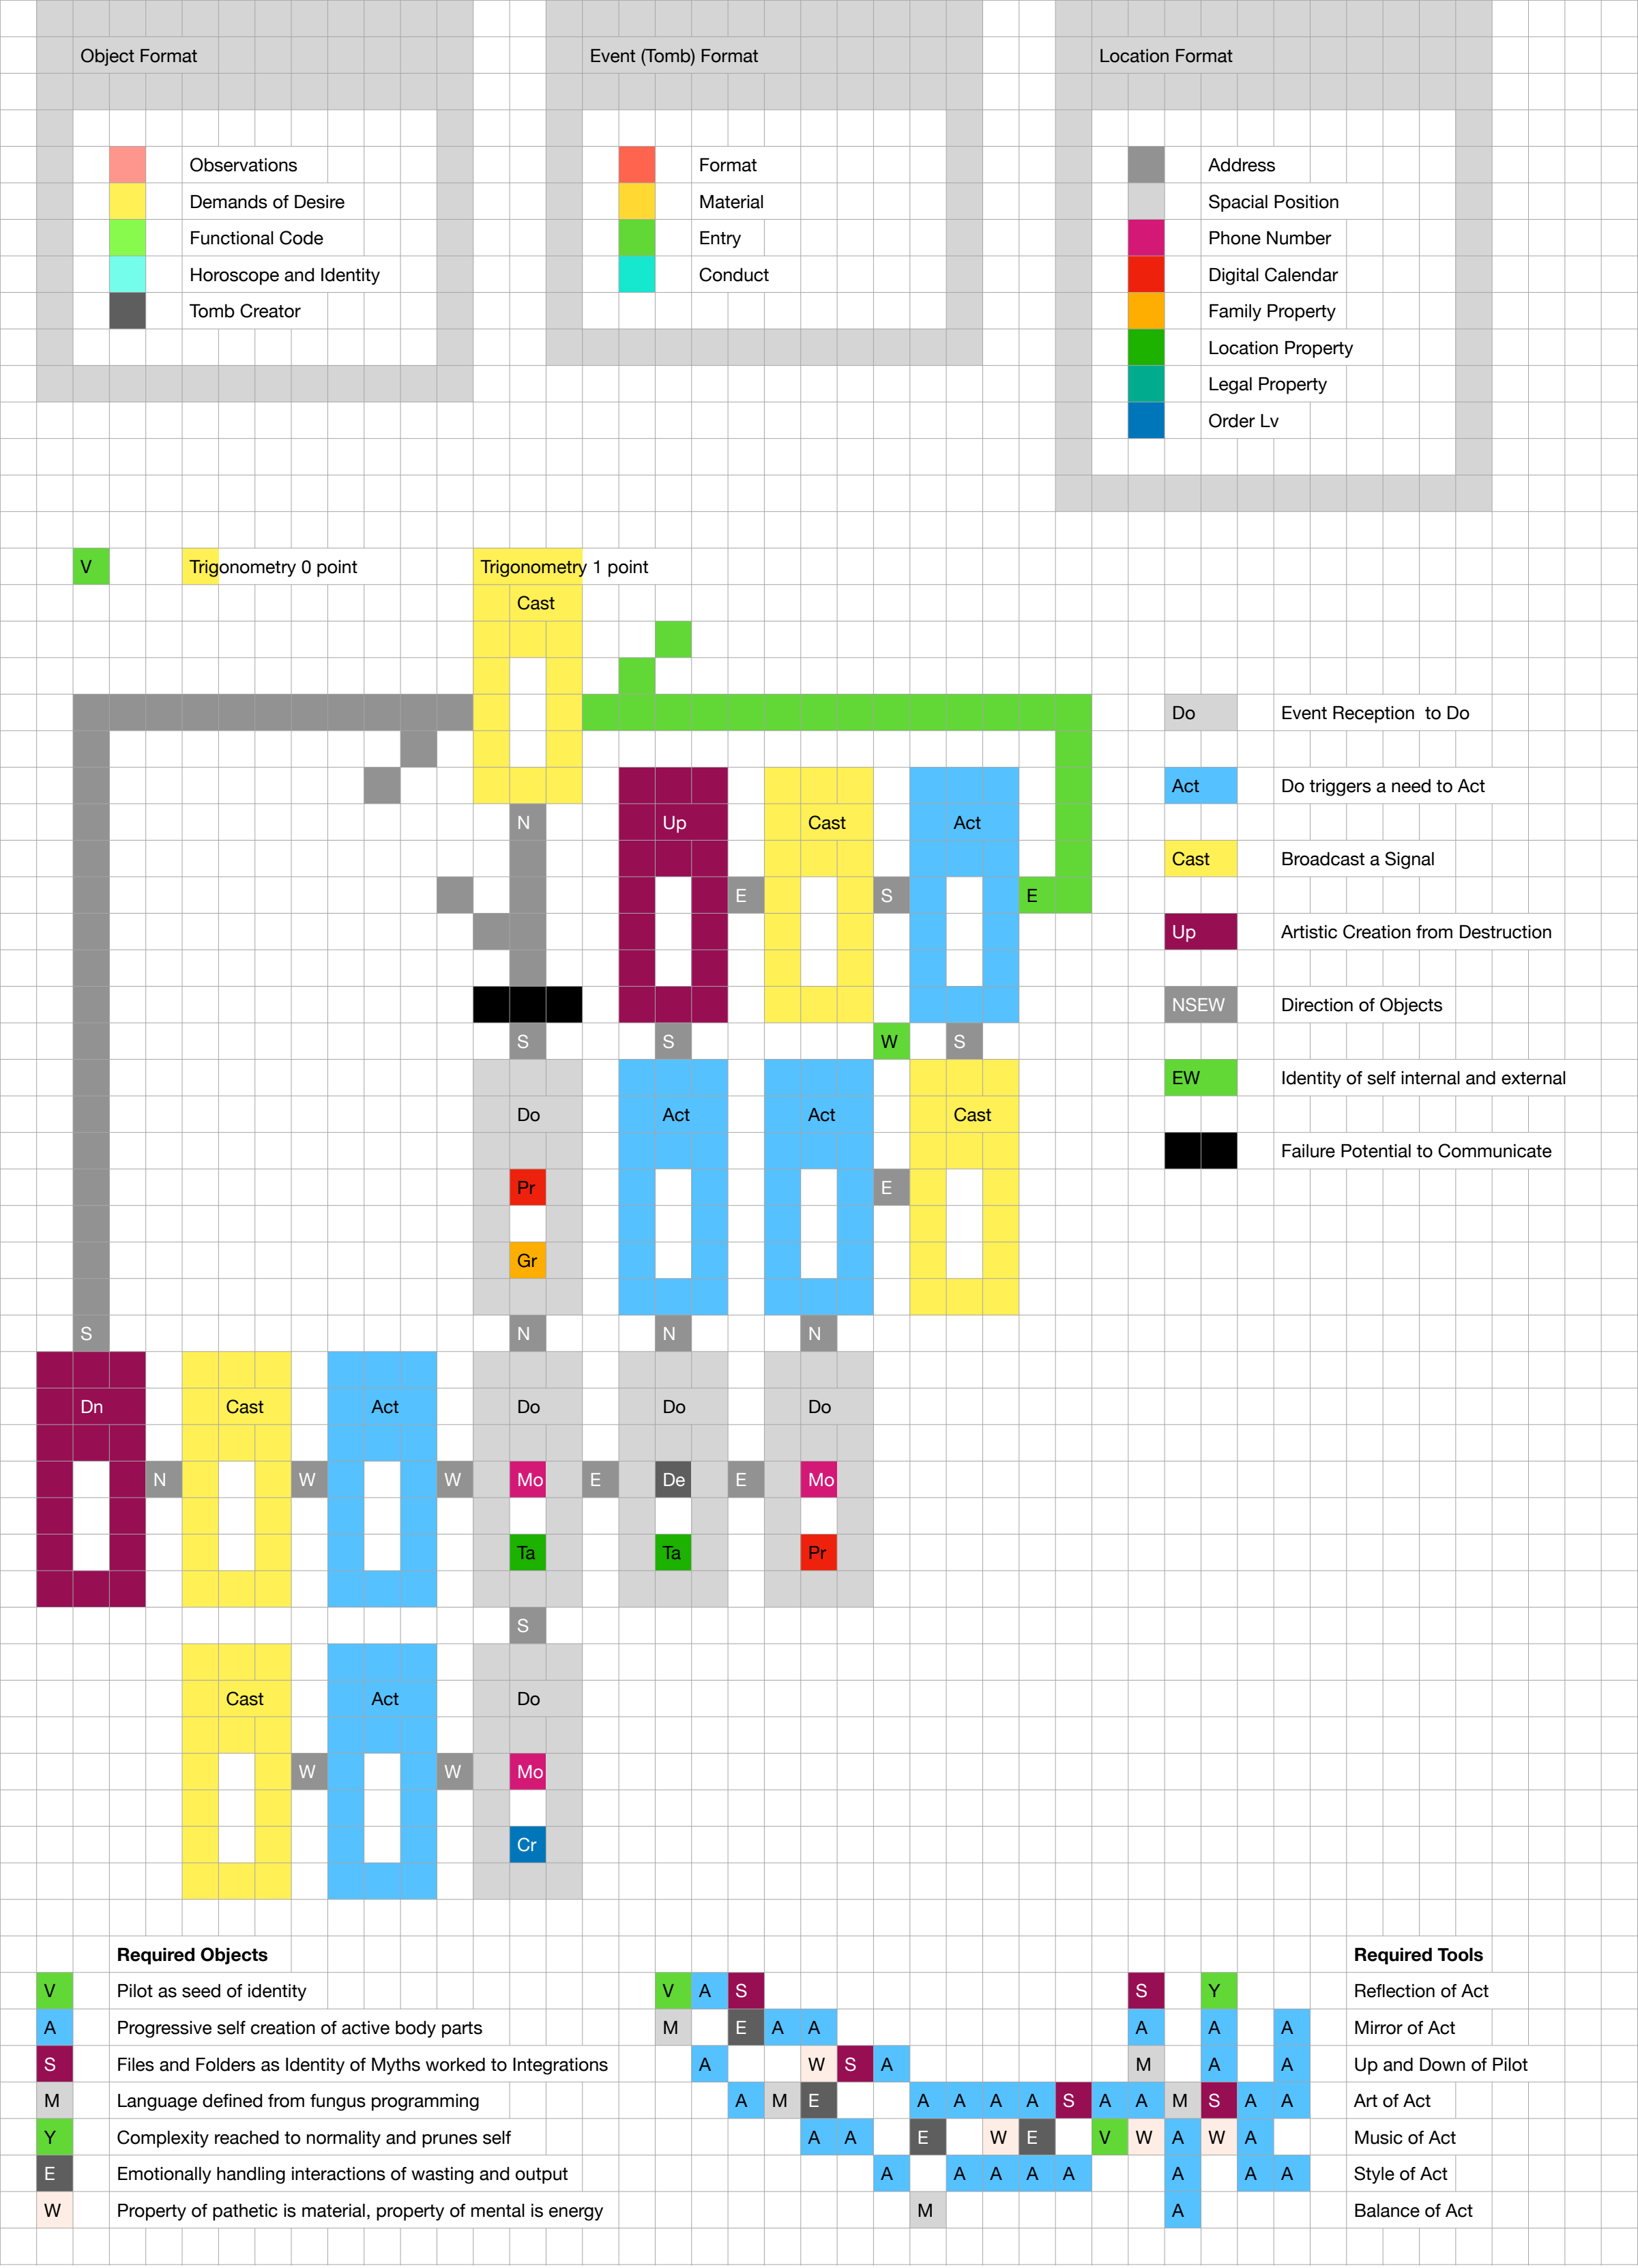 Object Format Event (Tomb) Format Location Format
Observations Format Address
Demands of Desire Material Spacial Position
Functional Code Entry Phone Number
Horoscope and Identity Conduct Digital Calendar
Tomb Creator Family Property
Location Property
Legal Property
Order Lv
V Trigonometry 0 point Trigonometry 1 point
Cast
Do Event Reception to Do
Act Do triggers a need to Act
N Up Cast Act
Cast Broadcast a Signal
E S E
Up Artistic Creation from Destruction
NSEW Direction of Objects
S S W S
EW Identity of self internal and external
Do Act Act Cast
Failure Potential to Communicate
Pr E
Gr
S N N N
Dn Cast Act Do Do Do
N W W Mo E De E Mo
Ta Ta Pr
S
Cast Act Do
W W Mo
Cr
Required Objects Required Tools
V Pilot as seed of identity V A S S Y Reflection of Act
A Progressive self creation of active body parts M E A A A A A Mirror of Act
S Files and Folders as Identity of Myths worked to Integrations A W S A M A A Up and Down of Pilot
M Language defined from fungus programming A M E A A A A S A A M S A A Art of Act
Y Complexity reached to normality and prunes self A A E W E V W A W A Music of Act
E Emotionally handling interactions of wasting and output A A A A A A A A Style of Act
W Property of pathetic is material, property of mental is energy M A Balance of Act